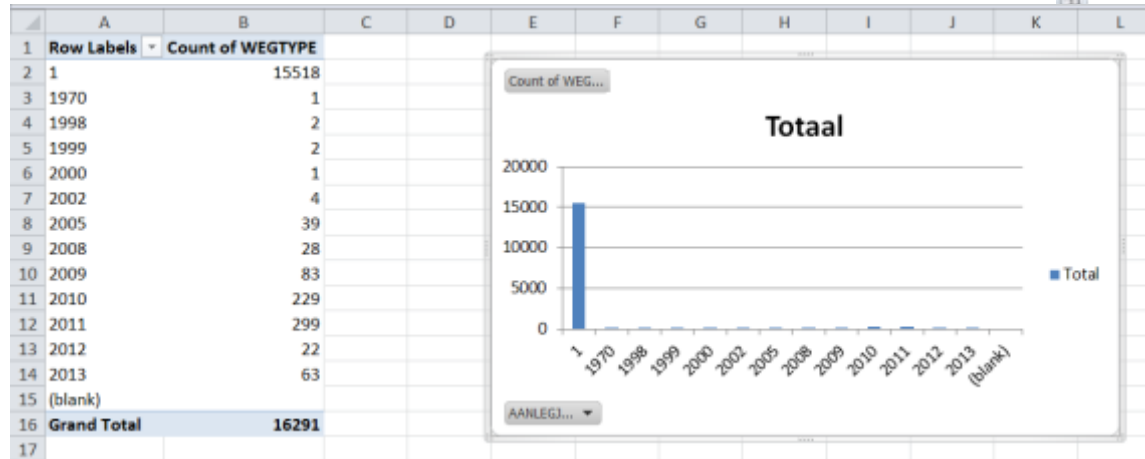 A B C D E F G H I J K L
1 Row Labels Count of WEGTYPE
2 1 15518
3 1970 1
4 1998 2
5 1999 2
6 2000 1
7 2002 4
8 2005 39
9 2008 28
10 2009 83
11 2010 229
12 2011 299
13 2012 22
14 2013 63
15 (blank)
16 Grand Total 16291
17
Count of WEG...
Totaal
20000
15000
10000
5000
0
1 1970 1998 1999 2000 2002 2005 2008 2009 2010 2011 2012 2013 (blank)
Total
AANLEGJ...